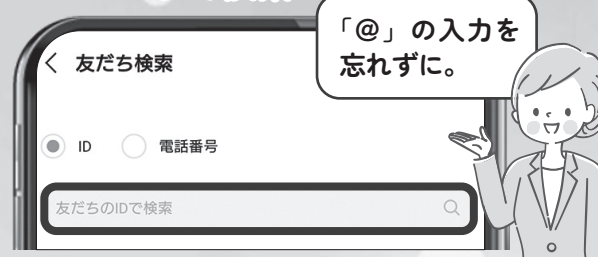 「@」の入力を
忘れずに。
友だち検索
ID
電話番号
友だちのIDで検索